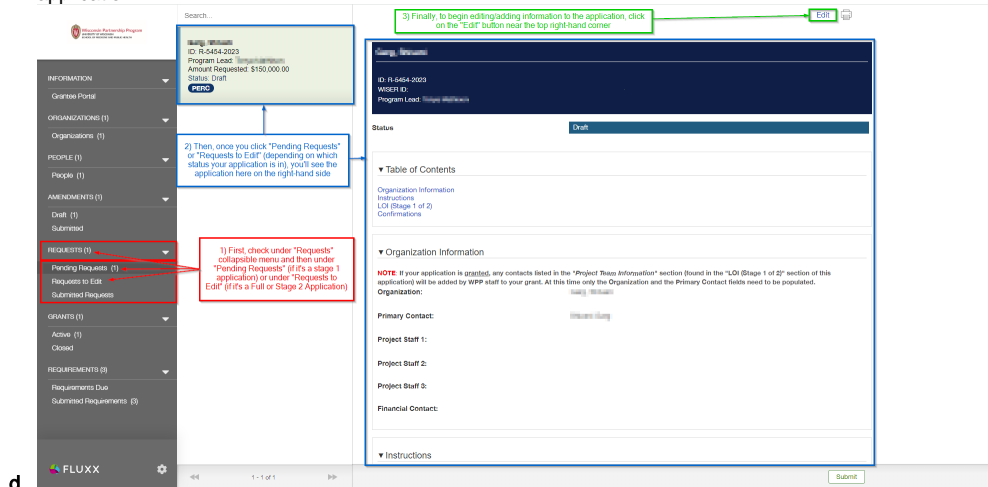 application
Wisconsin Partnership Program
Search...
3) Finally, to begin editing/adding information to the application, click
on the "Edit" button near the top right-hand corner
Edit
ID: R-5454-2023
Program Lead:
Amount Requested: $150,000.00
Status: Draft
PERC
INFORMATION
Grantee Portal
ORGANIZATIONS (1)
Organizations (1)
PEOPLE (1)
People (1)
AMENDMENTS (1)
Draft (1)
Submitted
REQUESTS (1)
Pending Requests (1)
Requests to Edit
Submitted Requests
GRANTS (1)
Active (1)
Closed
REQUIREMENTS (3)
Requirements Due
Submitted Requirements (3)
FLUXX
2) Then, once you click "Pending Requests"
or "Requests to Edit" (depending on which
status your application is in), you'll see the
application here on the right-hand side
1) First, check under "Requests"
collapsible menu and then under
"Pending Requests" (if it's a stage 1
application) or under "Requests to
Edit" (if it's a Full or Stage 2 Application)
ID: R-5454-2023
WISER ID:
Program Lead:
Status
Draft
Table of Contents
Organization Information
Instructions
LOI (Stage 1 of 2)
Confirmations
Organization Information
NOTE: If your application is granted, any contacts listed in the "Project Team Information" section (found in the "LOI (Stage 1 of 2)" section of this
application) will be added by WPP staff to your grant. At this time only the Organization and the Primary Contact fields need to be populated.
Organization:
Primary Contact:
Project Staff 1:
Project Staff 2:
Project Staff 3:
Financial Contact:
Instructions
1 - 1 of 1
Submit
d